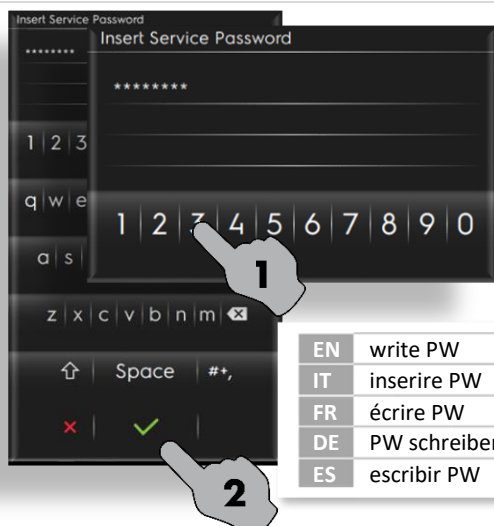 Insert Service Password
********
1 2 3
q w e
a s
z x c v b n m
Space #+,
Insert Service Password
********
1 2 3 4 5 6 7 8 9 0
1
2
EN write PW
IT inserire PW
FR écrire PW
DE PW schreiben
ES escribir PW